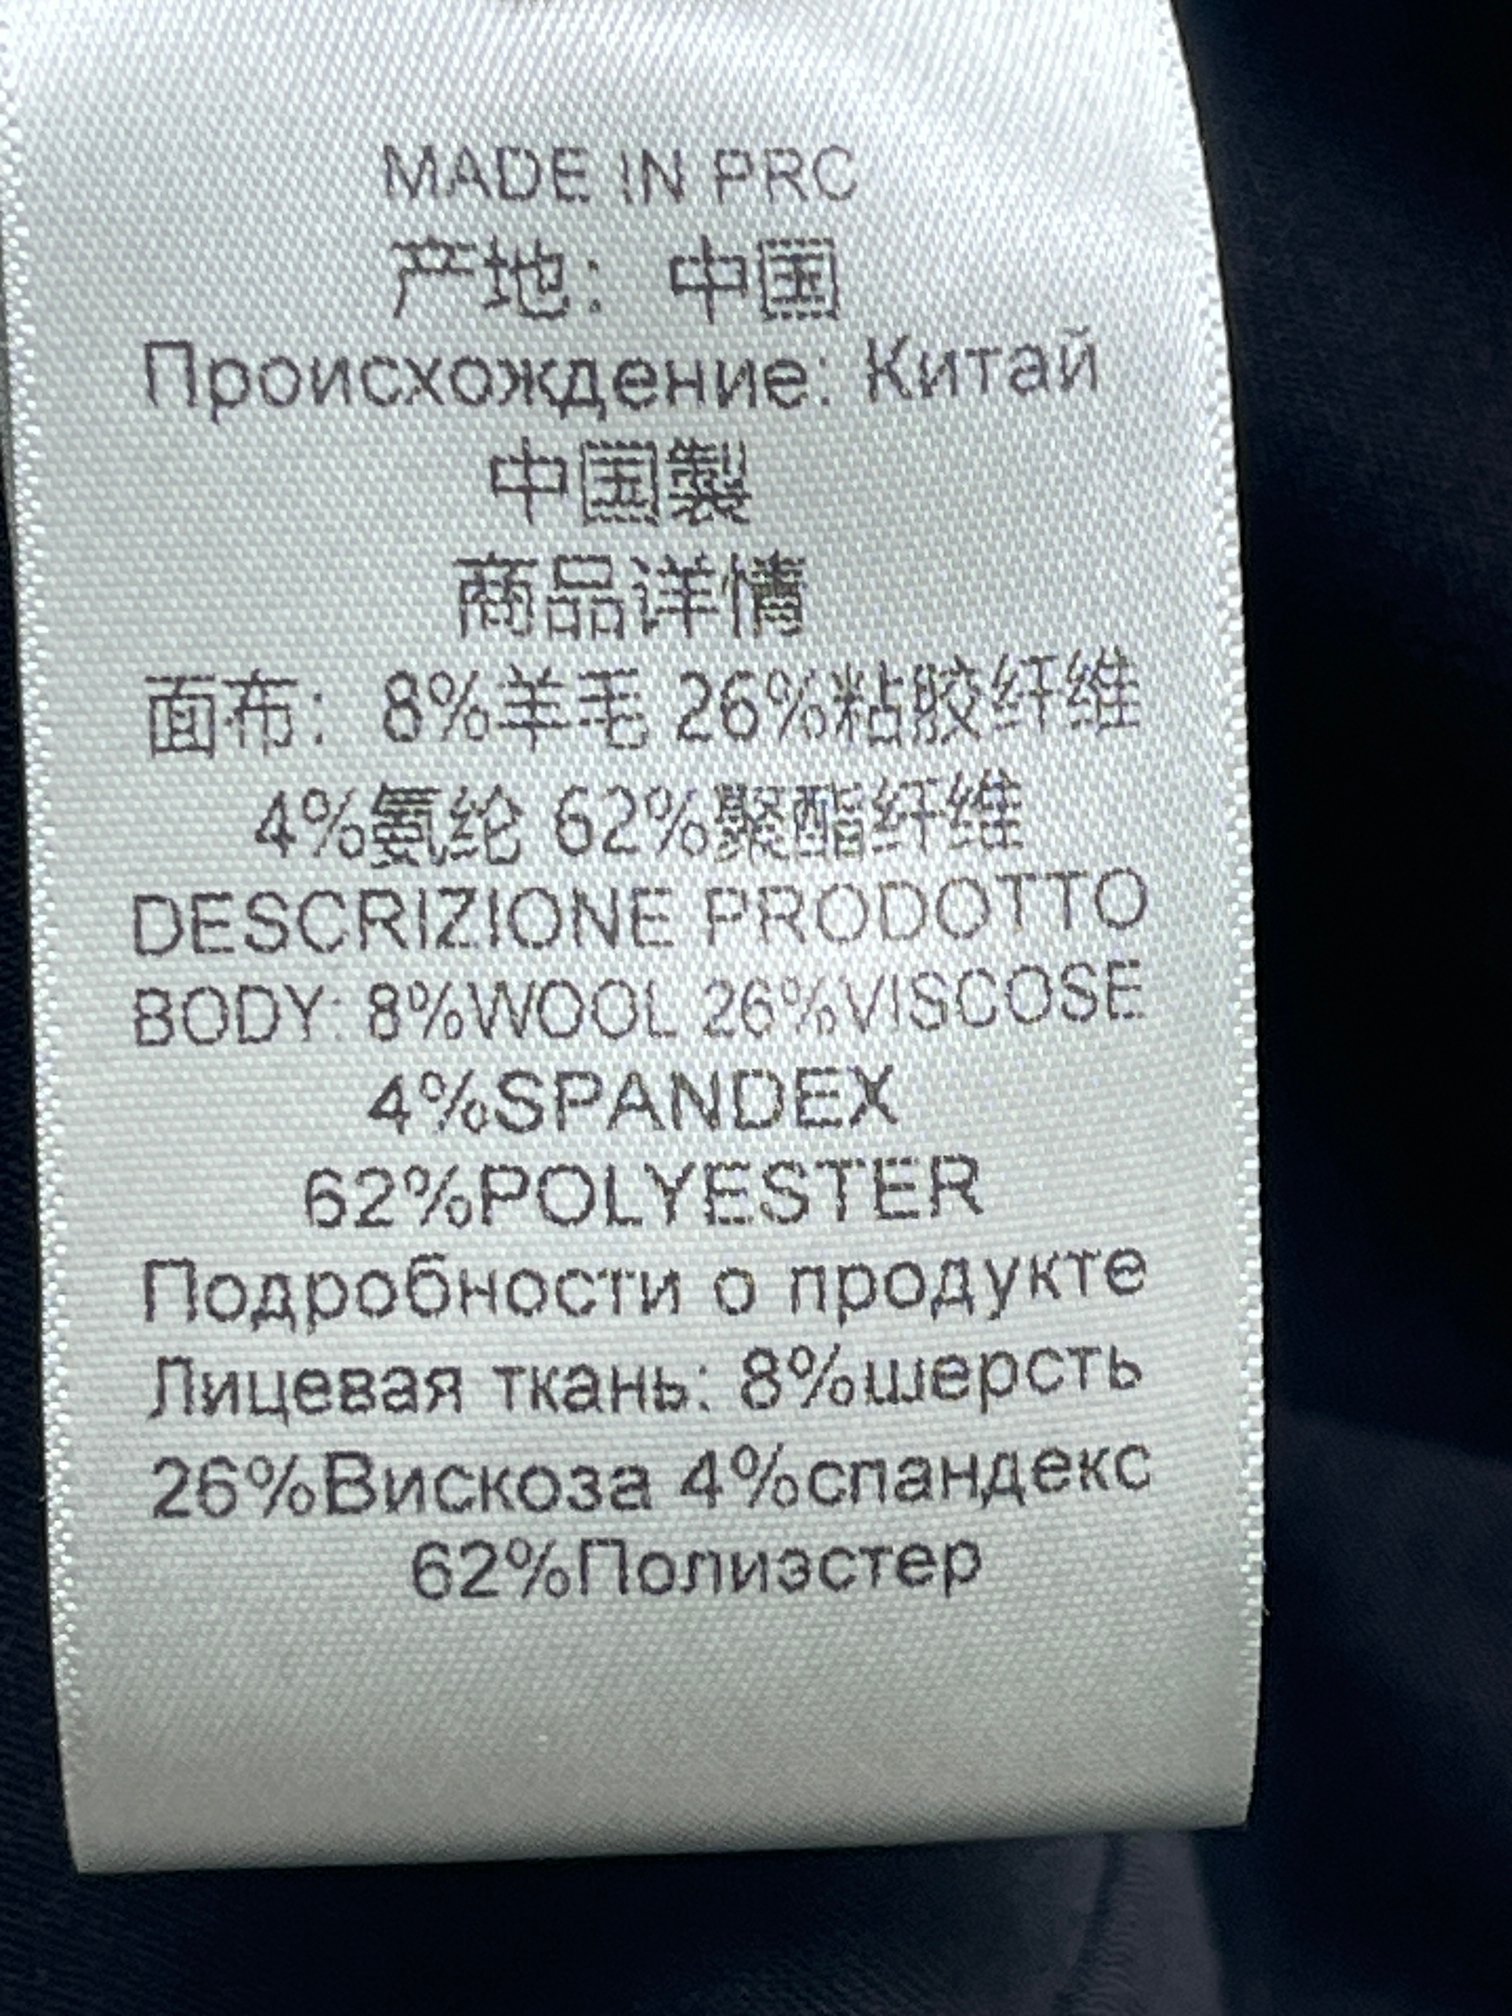 MADE IN PRC
产地：中国
Происхождение: Китай
中国製
商品详情
面布：8%羊毛 26%粘胶纤维
4%氨纶 62%聚酯纤维
DESCRIZIONE PRODOTTO
BODY: 8%WOOL 26%VISCOSE
4%SPANDEX
62%POLYESTER
Подробности о продукте
Лицевая ткань: 8%шерсть
26%Вискоза 4%спандекс
62%Полиэстер